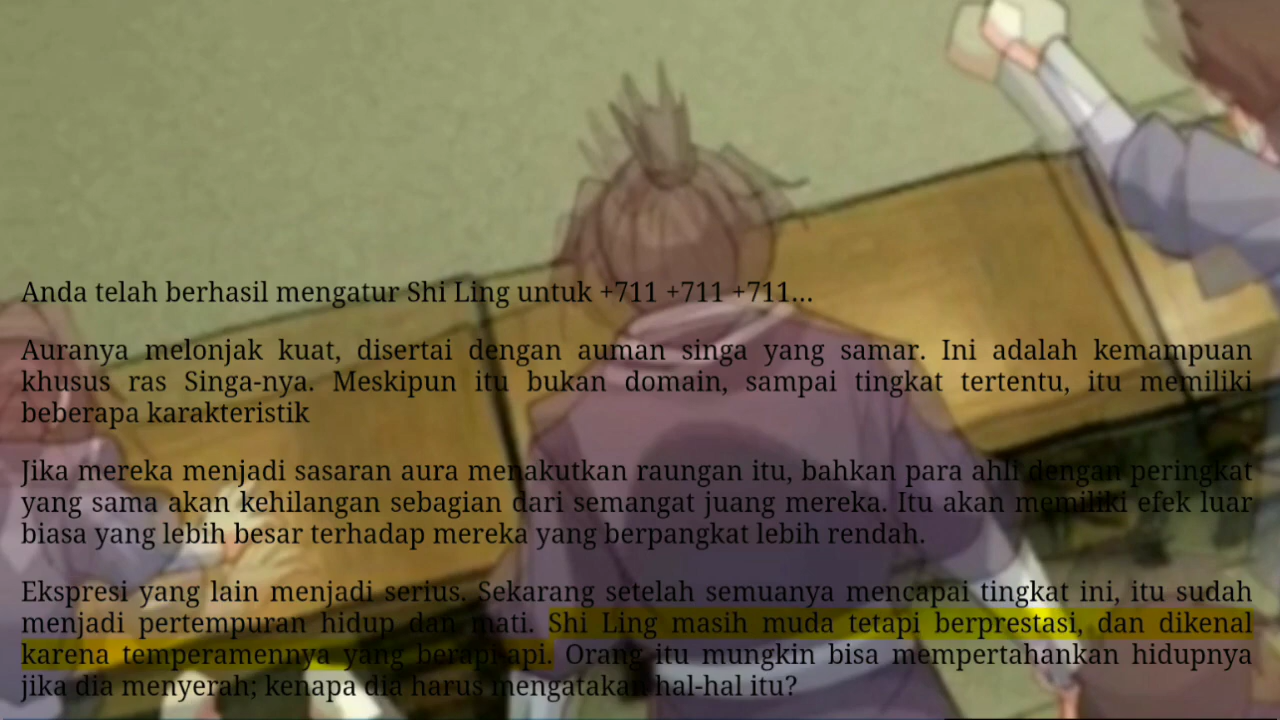 Anda telah berhasil mengatur Shi Ling untuk +711 +711 +711...
Auranya melonjak kuat, disertai dengan auman singa yang samar. Ini adalah kemampuan
khusus ras Singa-nya. Meskipun itu bukan domain, sampai tingkat tertentu, itu memiliki
beberapa karakteristik
Jika mereka menjadi sasaran aura menakutkan raungan itu, bahkan para ahli dengan peringkat
yang sama akan kehilangan sebagian dari semangat juang mereka. Itu akan memiliki efek luar
biasa yang lebih besar terhadap mereka yang berpangkat lebih rendah.
Ekspresi yang lain menjadi serius. Sekarang setelah semuanya mencapai tingkat ini, itu sudah
menjadi pertempuran hidup dan mati. Shi Ling masih muda tetapi berprestasi, dan dikenal
karena temperamennya yang berapi-api. Orang itu mungkin bisa mempertahankan hidupnya
jika dia menyerah; kenapa dia harus mengatakan hal-hal itu?